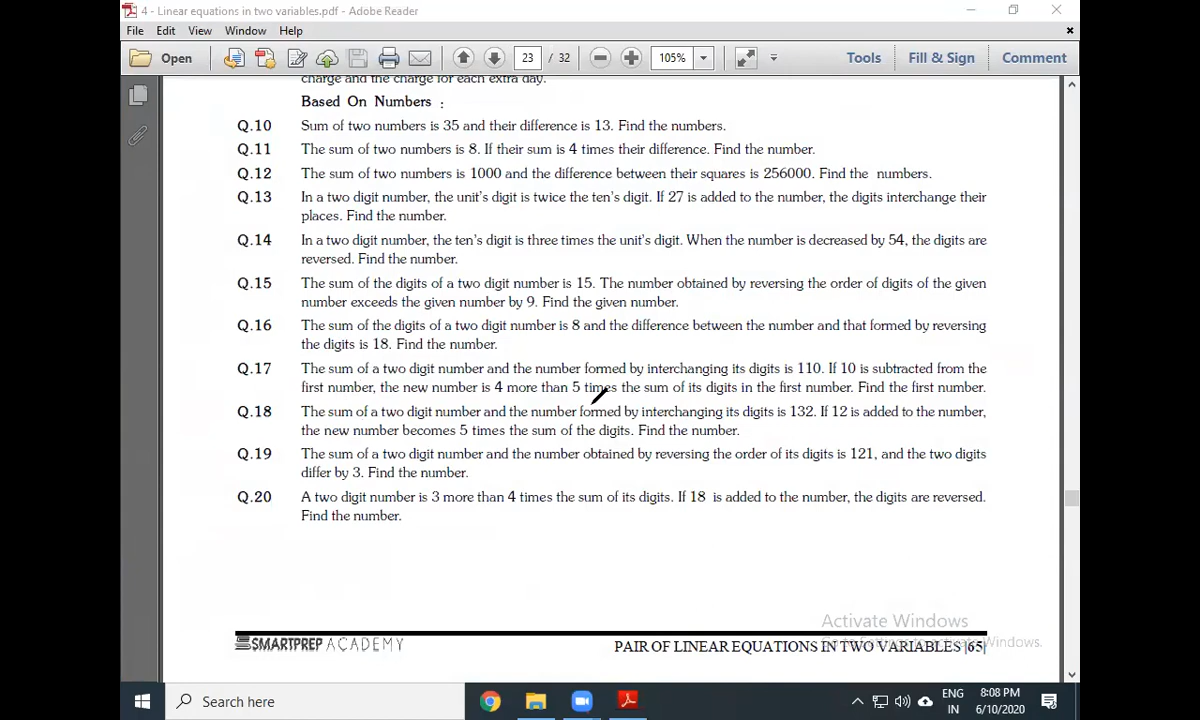 4 - Linear equations in two variables.pdf - Adobe Reader
File Edit View Window Help
Open 23 / 32 105% Tools Fill & Sign Comment
charge and the charge for each extra day.
Based On Numbers :
Q.10 Sum of two numbers is 35 and their difference is 13. Find the numbers.
Q.11 The sum of two numbers is 8. If their sum is 4 times their difference. Find the number.
Q.12 The sum of two numbers is 1000 and the difference between their squares is 256000. Find the numbers.
Q.13 In a two digit number, the unit's digit is twice the ten's digit. If 27 is added to the number, the digits interchange their
places. Find the number.
Q.14 In a two digit number, the ten's digit is three times the unit's digit. When the number is decreased by 54, the digits are
reversed. Find the number.
Q.15 The sum of the digits of a two digit number is 15. The number obtained by reversing the order of digits of the given
number exceeds the given number by 9. Find the given number.
Q.16 The sum of the digits of a two digit number is 8 and the difference between the number and that formed by reversing
the digits is 18. Find the number.
Q.17 The sum of a two digit number and the number formed by interchanging its digits is 110. If 10 is subtracted from the
first number, the new number is 4 more than 5 times the sum of its digits in the first number. Find the first number.
Q.18 The sum of a two digit number and the number formed by interchanging its digits is 132. If 12 is added to the number,
the new number becomes 5 times the sum of the digits. Find the number.
Q.19 The sum of a two digit number and the number obtained by reversing the order of its digits is 121, and the two digits
differ by 3. Find the number.
Q.20 A two digit number is 3 more than 4 times the sum of its digits. If 18 is added to the number, the digits are reversed.
Find the number.
Activate Windows
Go to Settings to activate Windows.
SMARTPREP ACADEMY PAIR OF LINEAR EQUATIONS IN TWO VARIABLES |65|
Search here
ENG 8:08 PM
IN 6/10/2020